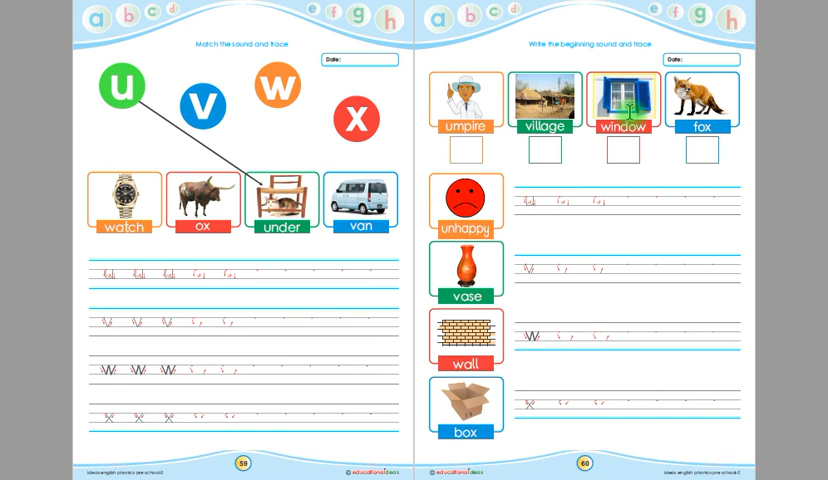 a b c d e f g h
Match the sound and trace
Date:
u
v
w
x
watch ox under van
u u u
v v v
w w w
x x x
59
ideas english phonics pre school-2
© educational ideas
a b c d e f g h
Write the beginning sound and trace
Date:
umpire village window fox
unhappy
u
vase
v
wall
w
box
x
60
© educational ideas
ideas english phonics pre school-2